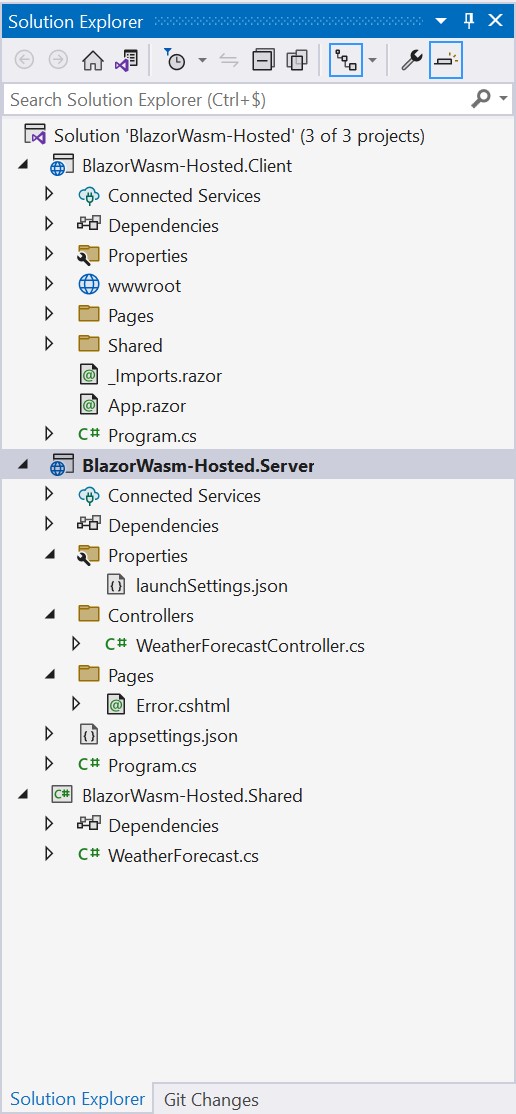 Solution Explorer
Search Solution Explorer (Ctrl+$)
Solution 'BlazorWasm-Hosted' (3 of 3 projects)
BlazorWasm-Hosted.Client
Connected Services
Dependencies
Properties
wwwroot
Pages
Shared
_Imports.razor
App.razor
C# Program.cs
BlazorWasm-Hosted.Server
Connected Services
Dependencies
Properties
launchSettings.json
Controllers
C# WeatherForecastController.cs
Pages
Error.cshtml
appsettings.json
C# Program.cs
C# BlazorWasm-Hosted.Shared
Dependencies
C# WeatherForecast.cs
Solution Explorer Git Changes